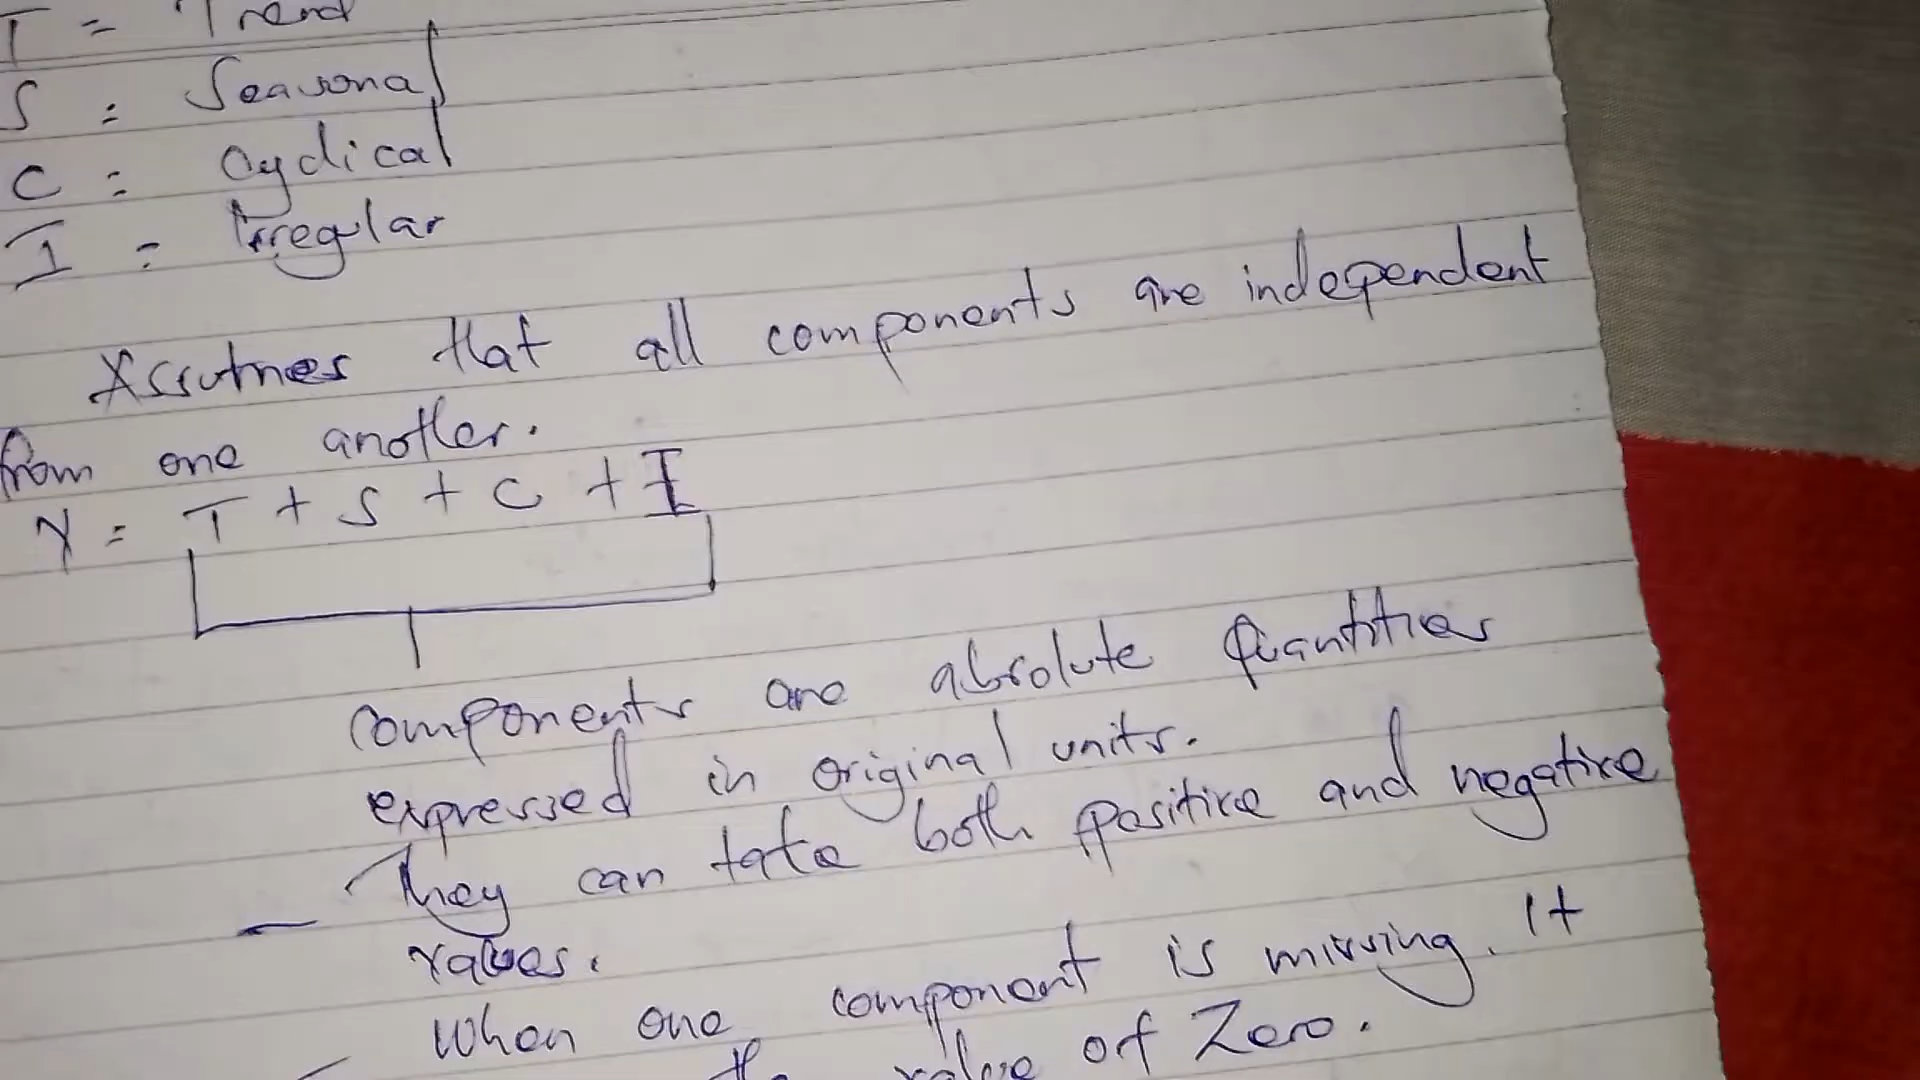 T = Trend
S = Seasonal
C = Cyclical
I = Irregular
Assumes that all components are independent
from one another.
Y = T + S + C + I
Components are absolute Quantities
expressed in original units.
— They can take both positive and negative
values.
— When one component is missing. It
the value of Zero.